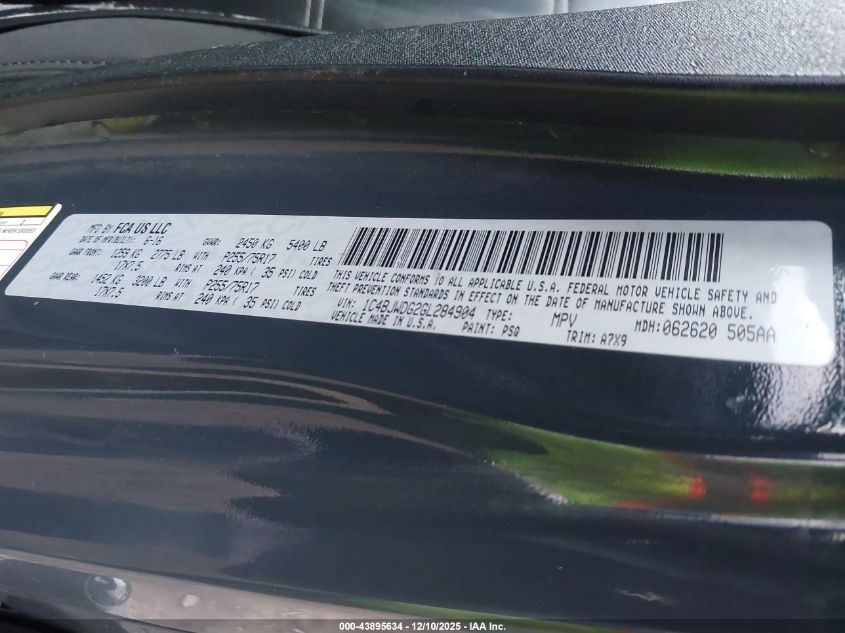 MFD BY: FCA US LLC
DATE OF MFR/BILITY: 6-16 GVWR: 2450 KG 5400 LB
GAWR FRONT: 1259 KG 2775 LB WITH P255/75R17 TIRES
17X7.5 RIMS AT 240 KPA ( 35 PSI) COLD
GAWR REAR: 1452 KG 3200 LB WITH P255/75R17 TIRES
17X7.5 RIMS AT 240 KPA ( 35 PSI) COLD
THIS VEHICLE CONFORMS TO ALL APPLICABLE U.S.A. FEDERAL MOTOR VEHICLE SAFETY AND
THEFT PREVENTION STANDARDS IN EFFECT ON THE DATE OF MANUFACTURE SHOWN ABOVE.
VIN: 1C4BJWDG2GL284904 TYPE: MPV MDH: 062620 505AA
VEHICLE MADE IN U.S.A. PAINT: PSQ TRIM: A7X9
000-43895634 - 12/10/2025 - IAA Inc.